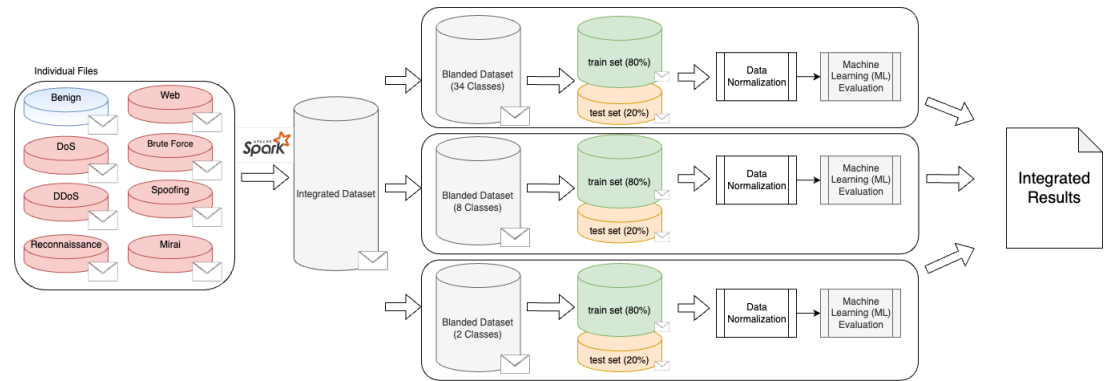 Individual Files
Benign
Web
DoS
Brute Force
DDoS
Spoofing
Reconnaissance
Mirai
APACHE
Spark
Integrated Dataset
Blanded Dataset
(34 Classes)
train set (80%)
test set (20%)
Data
Normalization
Machine
Learning (ML)
Evaluation
Blanded Dataset
(8 Classes)
train set (80%)
test set (20%)
Data
Normalization
Machine
Learning (ML)
Evaluation
Blanded Dataset
(2 Classes)
train set (80%)
test set (20%)
Data
Normalization
Machine
Learning (ML)
Evaluation
Integrated
Results